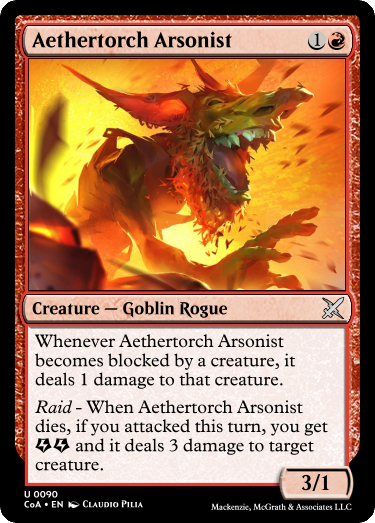 Aethertorch Arsonist 1
Creature — Goblin Rogue
Whenever Aethertorch Arsonist
becomes blocked by a creature, it
deals 1 damage to that creature.
Raid - When Aethertorch Arsonist
dies, if you attacked this turn, you get
and it deals 3 damage to target
creature.
3/1
U 0090
CoA • EN Claudio Pilia
Mackenzie, McGrath & Associates LLC